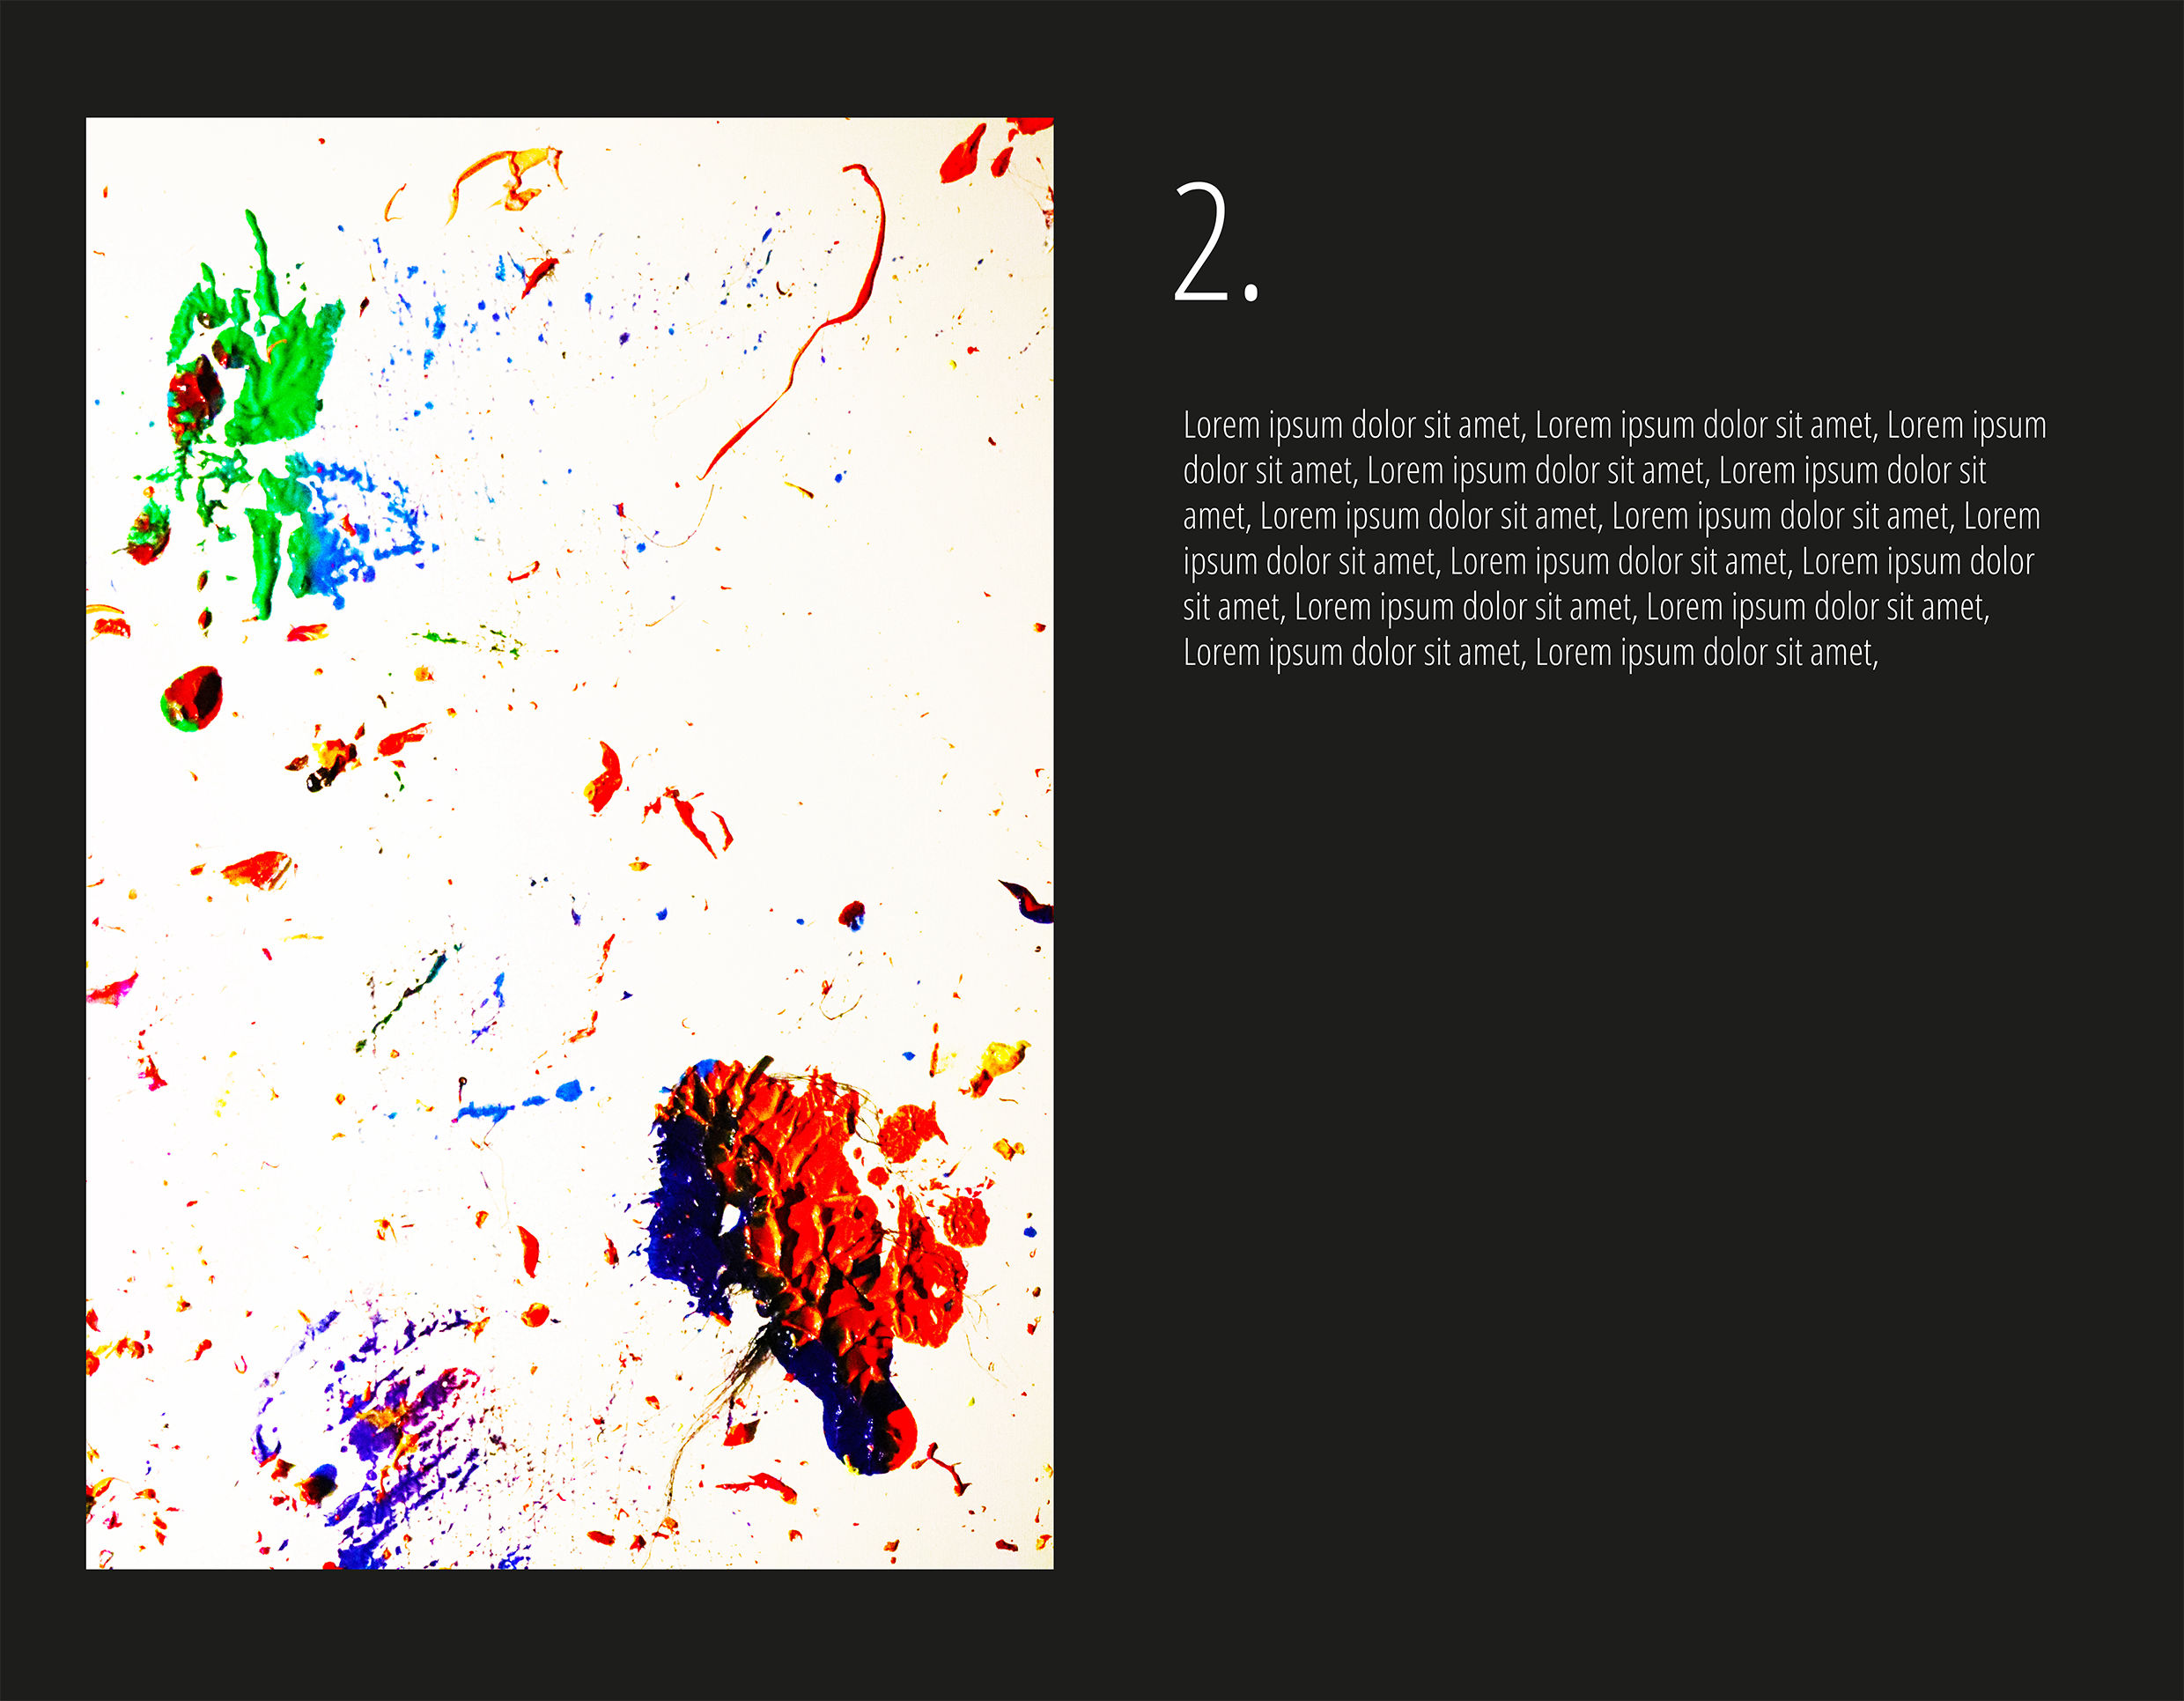 2.
Lorem ipsum dolor sit amet, Lorem ipsum dolor sit amet, Lorem ipsum
dolor sit amet, Lorem ipsum dolor sit amet, Lorem ipsum dolor sit
amet, Lorem ipsum dolor sit amet, Lorem ipsum dolor sit amet, Lorem
ipsum dolor sit amet, Lorem ipsum dolor sit amet, Lorem ipsum dolor
sit amet, Lorem ipsum dolor sit amet, Lorem ipsum dolor sit amet,
Lorem ipsum dolor sit amet, Lorem ipsum dolor sit amet,